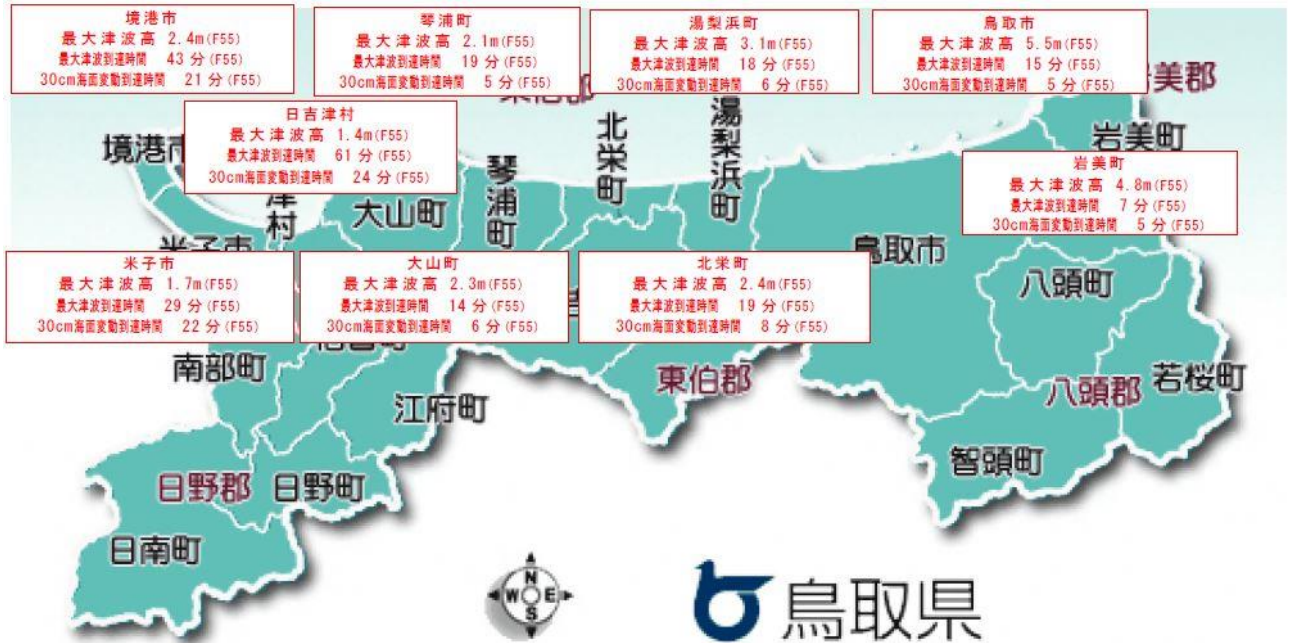 境港市
最大津波高 2.4m(F55)
最大津波到達時間 43 分(F55)
30cm海面変動到達時間 21 分(F55)
琴浦町
最大津波高 2.1m(F55)
最大津波到達時間 19 分(F55)
30cm海面変動到達時間 5 分(F55)
湯梨浜町
最大津波高 3.1m(F55)
最大津波到達時間 18 分(F55)
30cm海面変動到達時間 6 分(F55)
鳥取市
最大津波高 5.5m(F55)
最大津波到達時間 15 分(F55)
30cm海面変動到達時間 5 分(F55)
日吉津村
最大津波高 1.4m(F55)
最大津波到達時間 61 分(F55)
30cm海面変動到達時間 24 分(F55)
岩美町
最大津波高 4.8m(F55)
最大津波到達時間 7 分(F55)
30cm海面変動到達時間 5 分(F55)
米子市
最大津波高 1.7m(F55)
最大津波到達時間 29 分(F55)
30cm海面変動到達時間 22 分(F55)
大山町
最大津波高 2.3m(F55)
最大津波到達時間 14 分(F55)
30cm海面変動到達時間 6 分(F55)
北栄町
最大津波高 2.4m(F55)
最大津波到達時間 19 分(F55)
30cm海面変動到達時間 8 分(F55)
東伯郡
岩美郡
境港市
津村
米子市
大山町
琴浦町
北栄町
湯梨浜町
岩美町
鳥取市
八頭町
南部町
江府町
東伯郡
八頭郡
若桜町
智頭町
日野郡
日野町
日南町
N
W
E
S
鳥取県